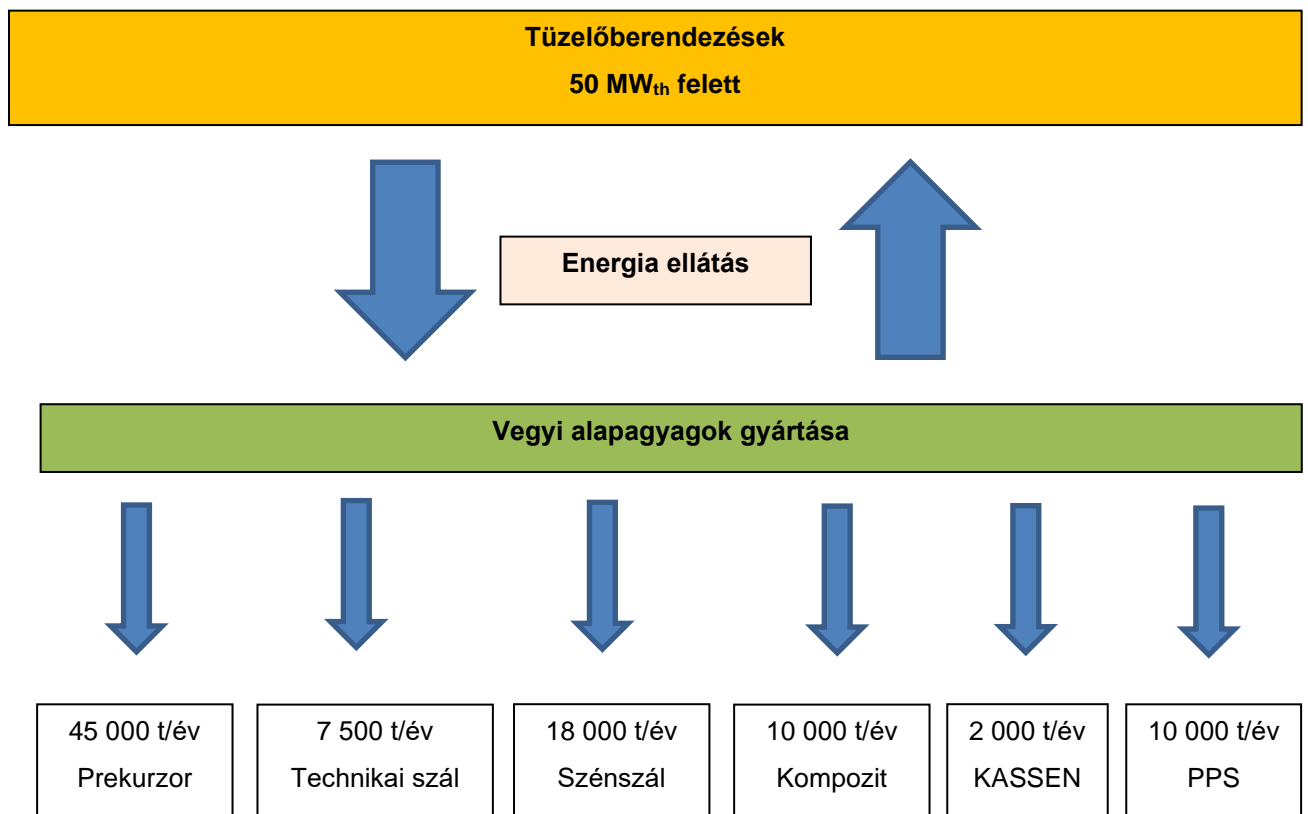 Tüzelőberendezések
50 MWth felett
Energia ellátás
Vegyi alapagyagok gyártása
45 000 t/év
Prekurzor
7 500 t/év
Technikai szál
18 000 t/év
Szénszál
10 000 t/év
Kompozit
2 000 t/év
KASSEN
10 000 t/év
PPS